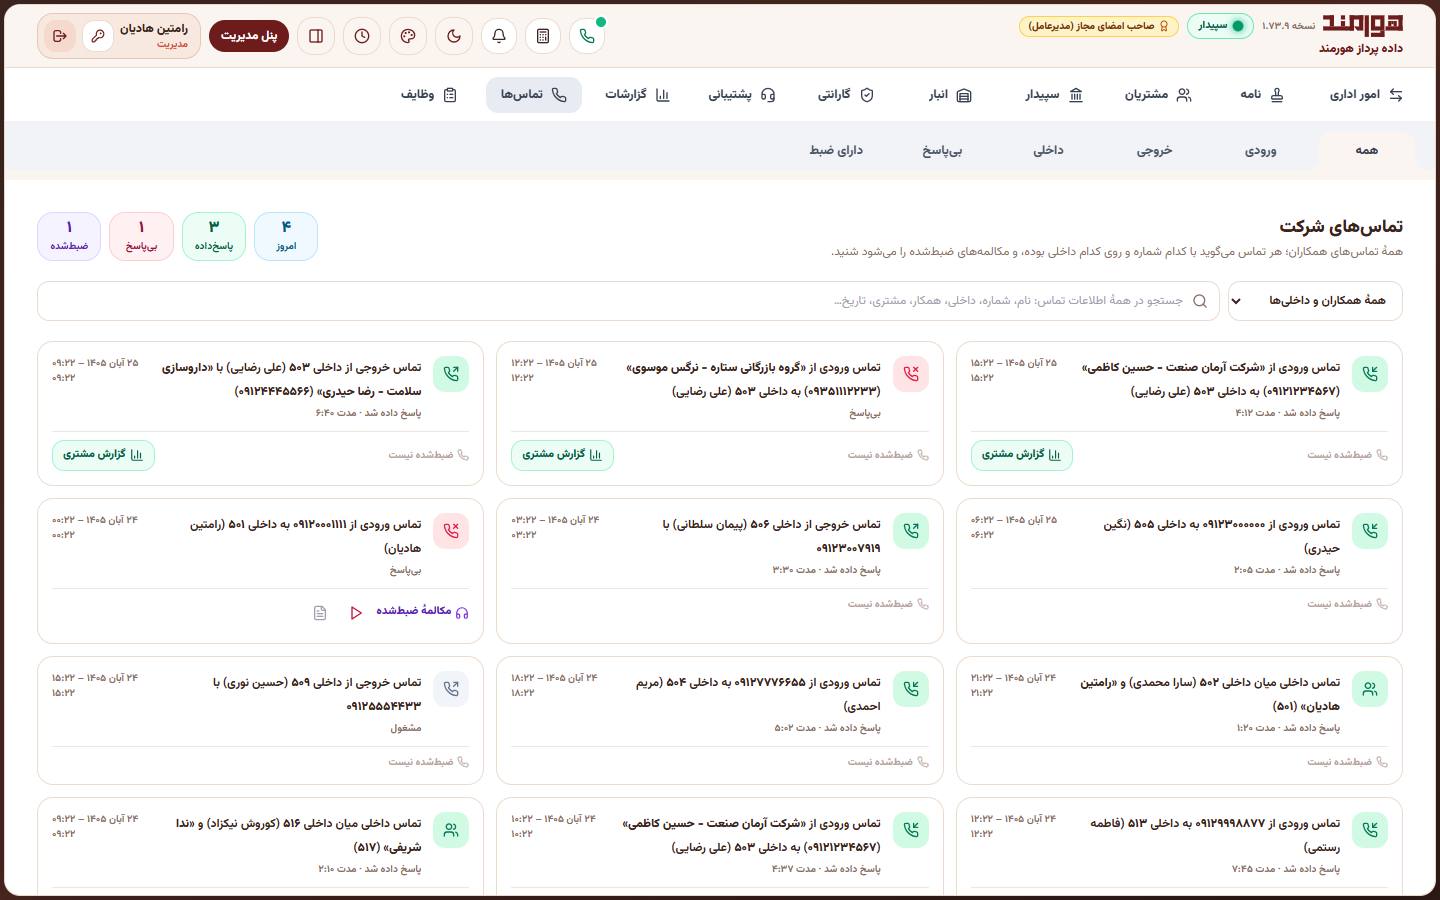 هورمند
داده پرداز هورمند
نسخه ۱.۷۳.۹
سپیدار
صاحب امضای مجاز (مدیرعامل)
پنل مدیریت
رامتین هادیان
مدیریت
امور اداری
نامه
مشتریان
سپیدار
انبار
گارانتی
پشتیبانی
گزارشات
تماس‌ها
وظایف
همه
ورودی
خروجی
داخلی
بی‌پاسخ
دارای ضبط
تماس‌های شرکت
همهٔ تماس‌های همکاران؛ هر تماس می‌گوید با کدام شماره و روی کدام داخلی بوده، و مکالمه‌های ضبط‌شده را می‌شود شنید.
۴
امروز
۳
پاسخ‌داده
۱
بی‌پاسخ
۱
ضبط‌شده
همهٔ همکاران و داخلی‌ها
جستجو در همهٔ اطلاعات تماس: نام، شماره، داخلی، همکار، مشتری، تاریخ…
تماس ورودی از «شرکت آرمان صنعت - حسین کاظمی»
(۰۹۱۲۱۲۳۴۵۶۷) به داخلی ۵۰۳ (علی رضایی)
پاسخ داده شد · مدت ۴:۱۲
۲۵ آبان ۱۴۰۵ – ۱۵:۲۲
۱۵:۲۲
ضبط‌شده نیست
گزارش مشتری
تماس ورودی از «گروه بازرگانی ستاره - نرگس موسوی»
(۰۹۳۵۱۱۱۲۲۳۳) به داخلی ۵۰۳ (علی رضایی)
بی‌پاسخ
۲۵ آبان ۱۴۰۵ – ۱۲:۲۲
۱۲:۲۲
ضبط‌شده نیست
گزارش مشتری
تماس خروجی از داخلی ۵۰۳ (علی رضایی) با «داروسازی
سلامت - رضا حیدری» (۰۹۱۲۴۴۴۵۵۶۶)
پاسخ داده شد · مدت ۶:۴۰
۲۵ آبان ۱۴۰۵ – ۰۹:۲۲
۰۹:۲۲
ضبط‌شده نیست
گزارش مشتری
تماس ورودی از ۰۹۱۲۳۰۰۰۰۰۰ به داخلی ۵۰۵ (نگین
حیدری)
پاسخ داده شد · مدت ۲:۰۵
۲۵ آبان ۱۴۰۵ – ۰۶:۲۲
۰۶:۲۲
ضبط‌شده نیست
تماس خروجی از داخلی ۵۰۶ (پیمان سلطانی) با
۰۹۱۲۳۰۰۷۹۱۹
پاسخ داده شد · مدت ۳:۳۰
۲۴ آبان ۱۴۰۵ – ۰۳:۲۲
۰۳:۲۲
ضبط‌شده نیست
تماس ورودی از ۰۹۱۲۰۰۰۱۱۱۱ به داخلی ۵۰۱ (رامتین
هادیان)
بی‌پاسخ
۲۴ آبان ۱۴۰۵ – ۰۰:۲۲
۰۰:۲۲
مکالمهٔ ضبط‌شده
تماس داخلی میان داخلی ۵۰۲ (سارا محمدی) و «رامتین
هادیان» (۵۰۱)
پاسخ داده شد · مدت ۱:۲۰
۲۴ آبان ۱۴۰۵ – ۲۱:۲۲
۲۱:۲۲
ضبط‌شده نیست
تماس ورودی از ۰۹۱۲۷۷۷۶۶۵۵ به داخلی ۵۰۴ (مریم
احمدی)
پاسخ داده شد · مدت ۵:۰۲
۲۴ آبان ۱۴۰۵ – ۱۸:۲۲
۱۸:۲۲
ضبط‌شده نیست
تماس خروجی از داخلی ۵۰۹ (حسین نوری) با
۰۹۱۲۵۵۵۴۴۳۳
مشغول
۲۴ آبان ۱۴۰۵ – ۱۵:۲۲
۱۵:۲۲
ضبط‌شده نیست
تماس ورودی از ۰۹۱۲۹۹۹۸۸۷۷ به داخلی ۵۱۳ (فاطمه
رستمی)
پاسخ داده شد · مدت ۷:۴۵
۲۴ آبان ۱۴۰۵ – ۱۲:۲۲
۱۲:۲۲
تماس ورودی از «شرکت آرمان صنعت - حسین کاظمی»
(۰۹۱۲۱۲۳۴۵۶۷) به داخلی ۵۰۳ (علی رضایی)
پاسخ داده شد · مدت ۴:۳۷
۲۴ آبان ۱۴۰۵ – ۱۰:۲۲
۱۰:۲۲
تماس داخلی میان داخلی ۵۱۶ (کوروش نیکزاد) و «ندا
شریفی» (۵۱۷)
پاسخ داده شد · مدت ۲:۱۰
۲۴ آبان ۱۴۰۵ – ۰۹:۲۲
۰۹:۲۲